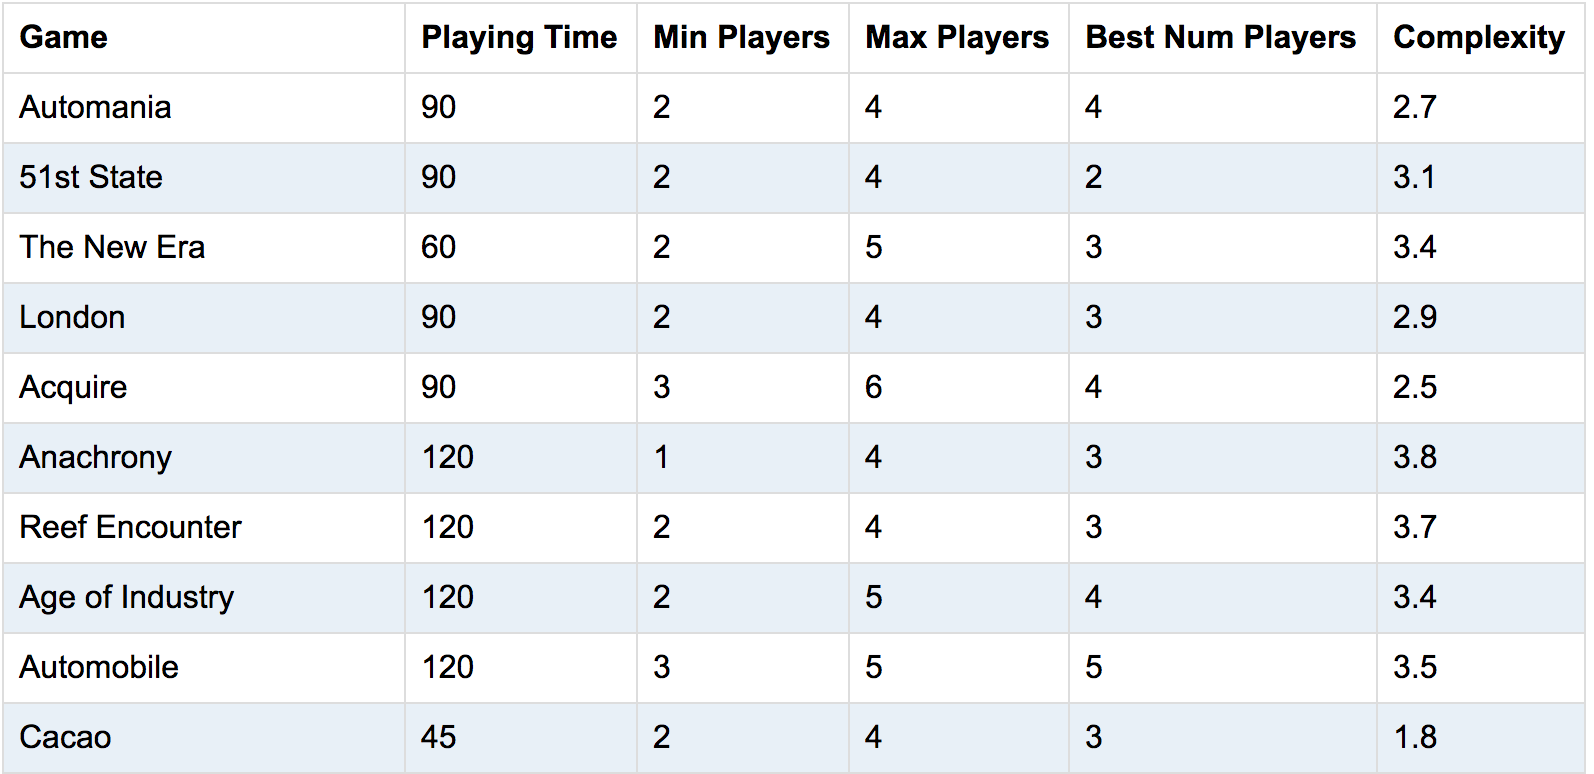 Game Playing Time Min Players Max Players Best Num Players Complexity
Automania 90 2 4 4 2.7
51st State 90 2 4 2 3.1
The New Era 60 2 5 3 3.4
London 90 2 4 3 2.9
Acquire 90 3 6 4 2.5
Anachrony 120 1 4 3 3.8
Reef Encounter 120 2 4 3 3.7
Age of Industry 120 2 5 4 3.4
Automobile 120 3 5 5 3.5
Cacao 45 2 4 3 1.8